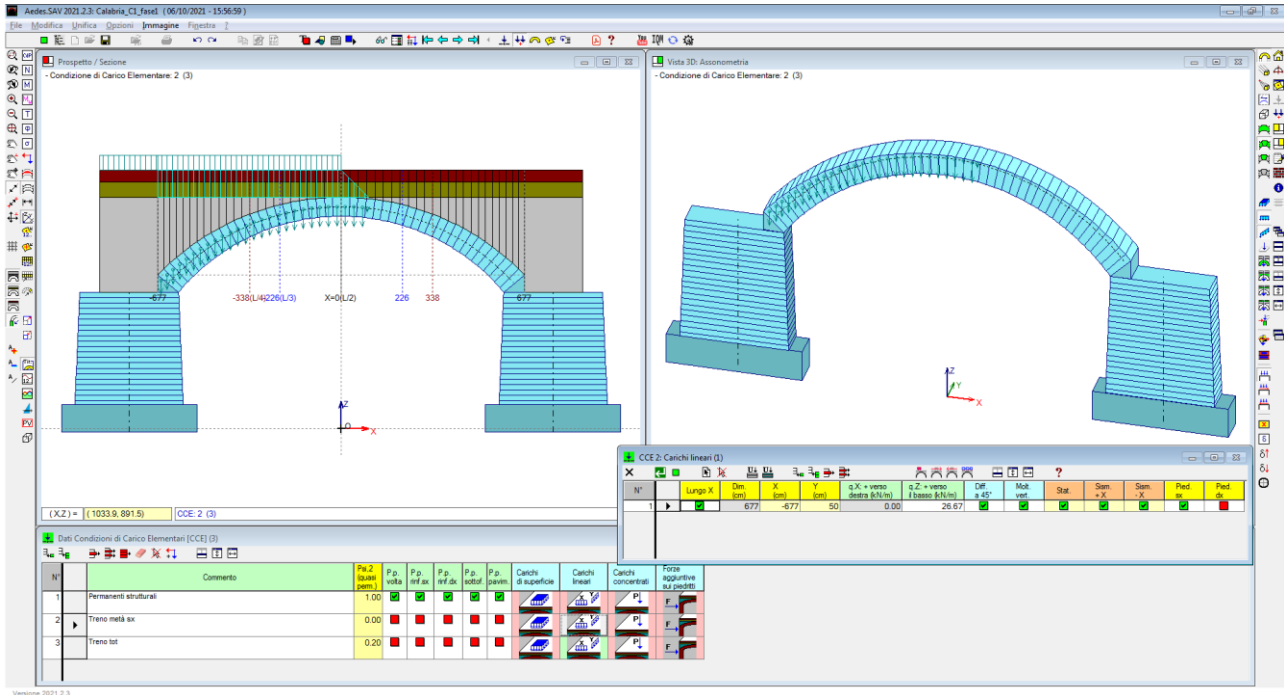 Aedes.SAV 2021.2.3: Calabria_C1_fase1 ( 06/10/2021 - 15:56:59 )
File Modifica Unifica Opzioni Immagine Finestra ?
Prospetto / Sezione
- Condizione di Carico Elementare: 2 (3)
-677 -338(L/4) -226(L/3) X=0(L/2) 226 338 677
Z
O X
(X,Z) = (1033.9, 891.5) CCE: 2 (3)
Vista 3D: Assonometria
- Condizione di Carico Elementare: 2 (3)
Z
Y
X
CCE 2: Carichi lineari (1)
N° Lungo X Dim. (cm) X (cm) Y (cm) q.X: + verso destra (kN/m) q.Z: + verso il basso (kN/m) Diff. a 45° Molt. vert. Stat. Sism. + X Sism. - X Pied. sx Pied. dx
1 677 -677 50 0.00 26.67
Dati Condizioni di Carico Elementari [CCE] (3)
N° Commento Psi,2 (quasi perm.) P.p. volta P.p. rinf.sx P.p. rinf.dx P.p. sottof. P.p. pavim. Carichi di superficie Carichi lineari Carichi concentrati Forze aggiuntive sui piedritti
1 Permanenti strutturali 1.00
2 Treno metà sx 0.00
3 Treno tot 0.20
Versione 2021.2.3